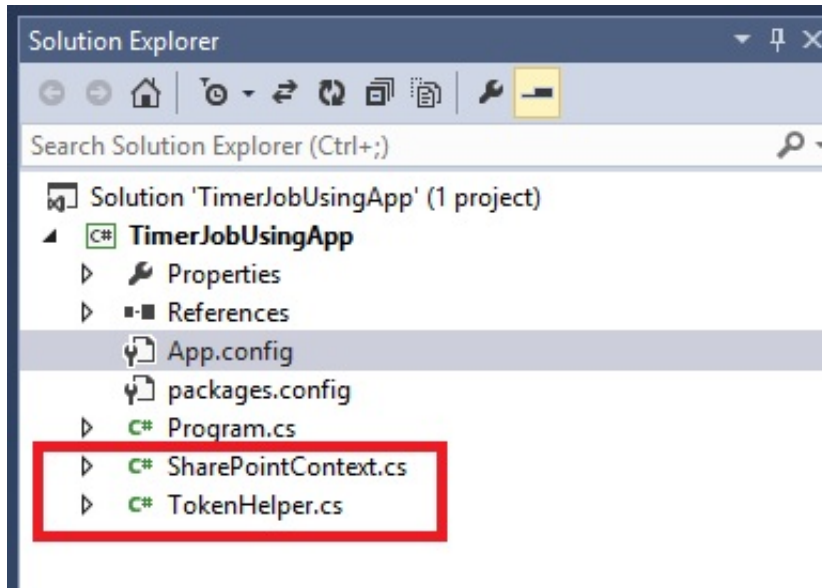 Solution Explorer
Search Solution Explorer (Ctrl+;)
Solution 'TimerJobUsingApp' (1 project)
C# TimerJobUsingApp
Properties
References
App.config
packages.config
C# Program.cs
C# SharePointContext.cs
C# TokenHelper.cs